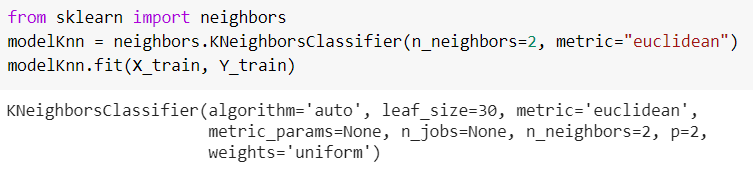 from sklearn import neighbors
modelKnn = neighbors.KNeighborsClassifier(n_neighbors=2, metric="euclidean")
modelKnn.fit(X_train, Y_train)
KNeighborsClassifier(algorithm='auto', leaf_size=30, metric='euclidean',
metric_params=None, n_jobs=None, n_neighbors=2, p=2,
weights='uniform')